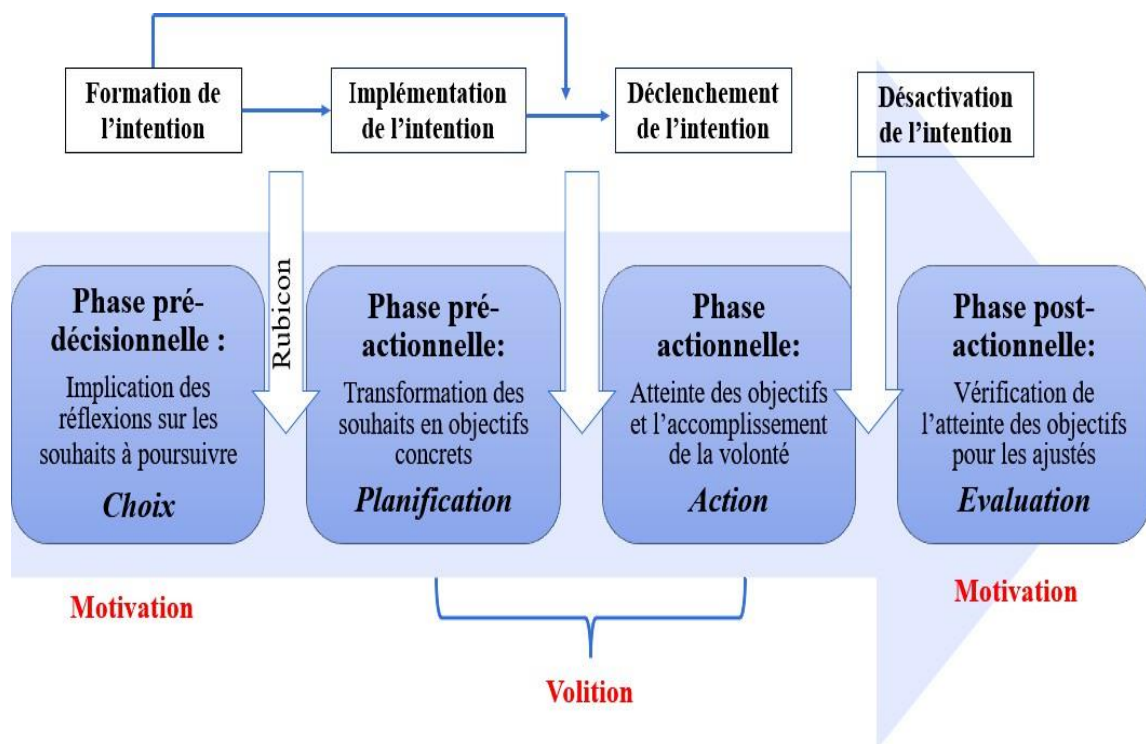 Formation de
l’intention
Implémentation
de l’intention
Déclenchement
de l’intention
Désactivation
de l’intention
Rubicon
Phase pré-
décisionnelle :
Implication des
réflexions sur les
souhaits à poursuivre
Choix
Phase pré-
actionnelle:
Transformation des
souhaits en objectifs
concrets
Planification
Phase
actionnelle:
Atteinte des objectifs
et l’accomplissement
de la volonté
Action
Phase post-
actionnelle:
Vérification de
l’atteinte des objectifs
pour les ajustés
Evaluation
Motivation
Volition
Motivation